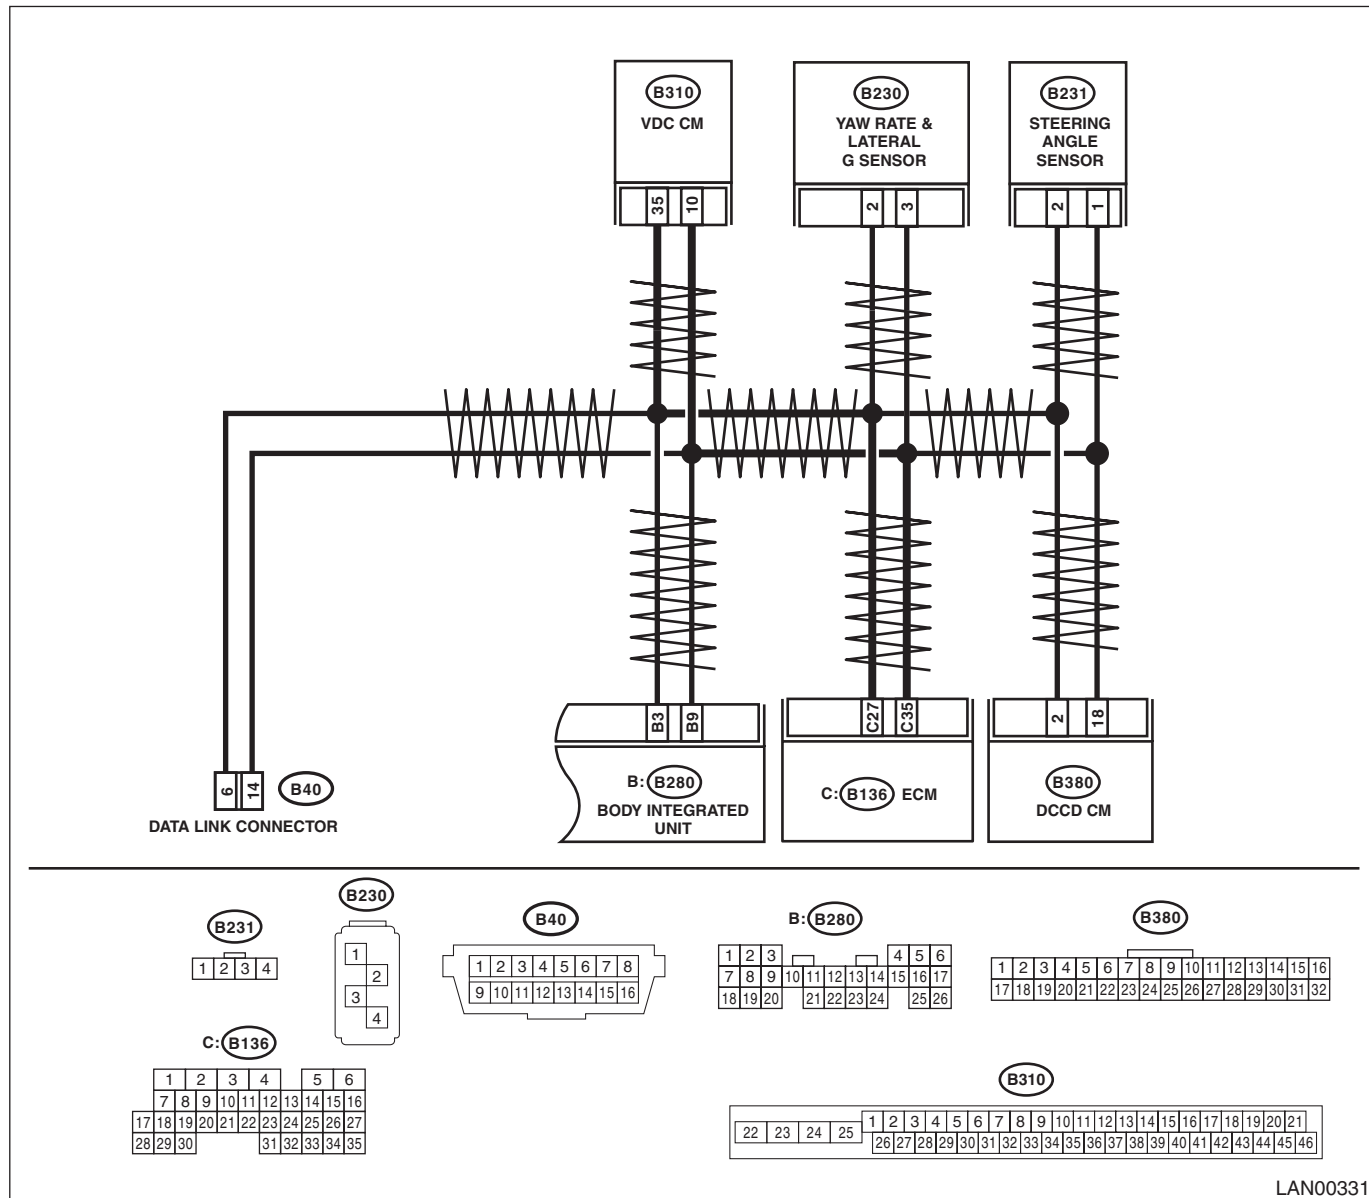 B310
VDC CM
35 10
B230
YAW RATE &
LATERAL
G SENSOR
2 3
B231
STEERING
ANGLE
SENSOR
2 1
B3 B9
B: B280
BODY INTEGRATED
UNIT
C27 C35
C: B136 ECM
2 18
B380
DCCD CM
6 14 B40
DATA LINK CONNECTOR
B231
1 2 3 4
B230
1
2
3
4
B40
1 2 3 4 5 6 7 8
9 10 11 12 13 14 15 16
B: B280
1 2 3 4 5 6
7 8 9 10 11 12 13 14 15 16 17
18 19 20 21 22 23 24 25 26
B380
1 2 3 4 5 6 7 8 9 10 11 12 13 14 15 16
17 18 19 20 21 22 23 24 25 26 27 28 29 30 31 32
C: B136
1 2 3 4 5 6
7 8 9 10 11 12 13 14 15 16
17 18 19 20 21 22 23 24 25 26 27
28 29 30 31 32 33 34 35
B310
22 23 24 25
1 2 3 4 5 6 7 8 9 10 11 12 13 14 15 16 17 18 19 20 21
26 27 28 29 30 31 32 33 34 35 36 37 38 39 40 41 42 43 44 45 46
LAN00331